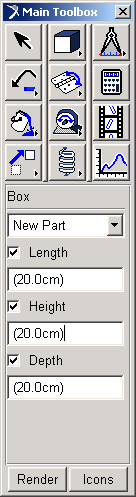 Main Toolbox
Box
New Part
Length
(20.0cm)
Height
(20.0cm)
Depth
(20.0cm)
Render Icons